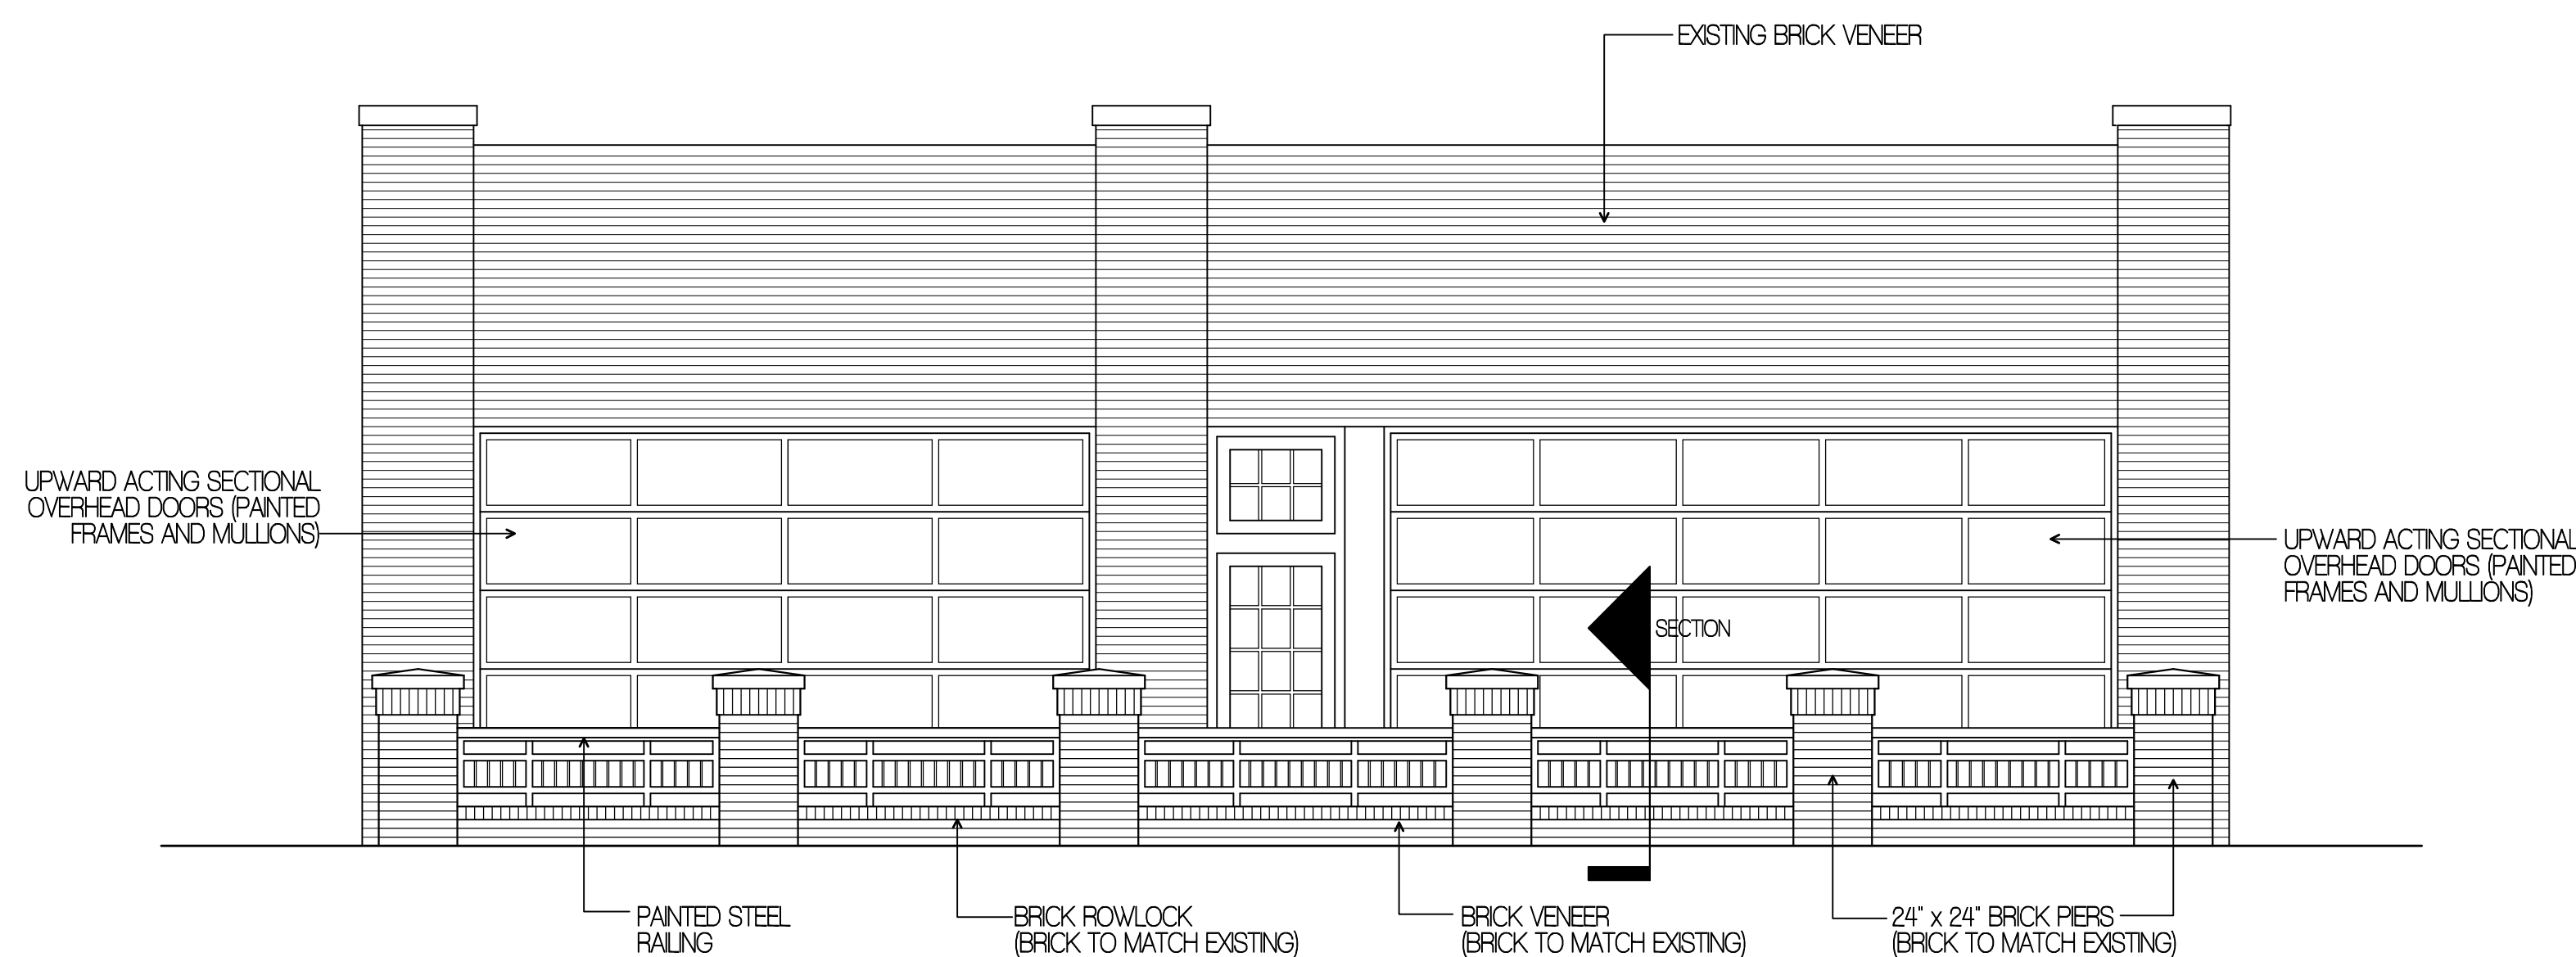 EXISTING BRICK VENEER
UPWARD ACTING SECTIONAL
OVERHEAD DOORS (PAINTED
FRAMES AND MULLIONS)
UPWARD ACTING SECTIONAL
OVERHEAD DOORS (PAINTED
FRAMES AND MULLIONS)
SECTION
PAINTED STEEL
RAILING
BRICK ROWLOCK
(BRICK TO MATCH EXISTING)
BRICK VENEER
(BRICK TO MATCH EXISTING)
24" x 24" BRICK PIERS
(BRICK TO MATCH EXISTING)